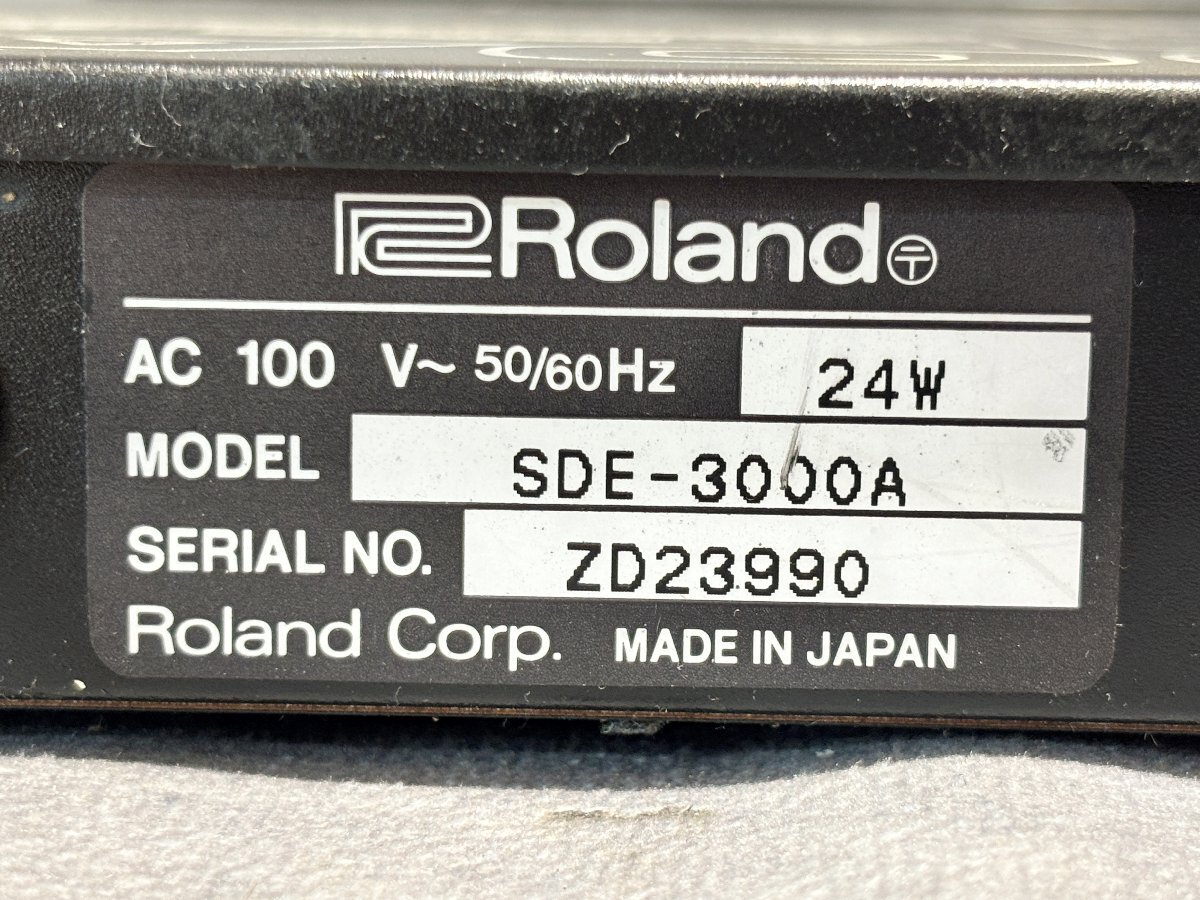 Roland〶
AC 100 V~ 50/60Hz 24W
MODEL SDE-3000A
SERIAL NO. ZD23990
Roland Corp. MADE IN JAPAN